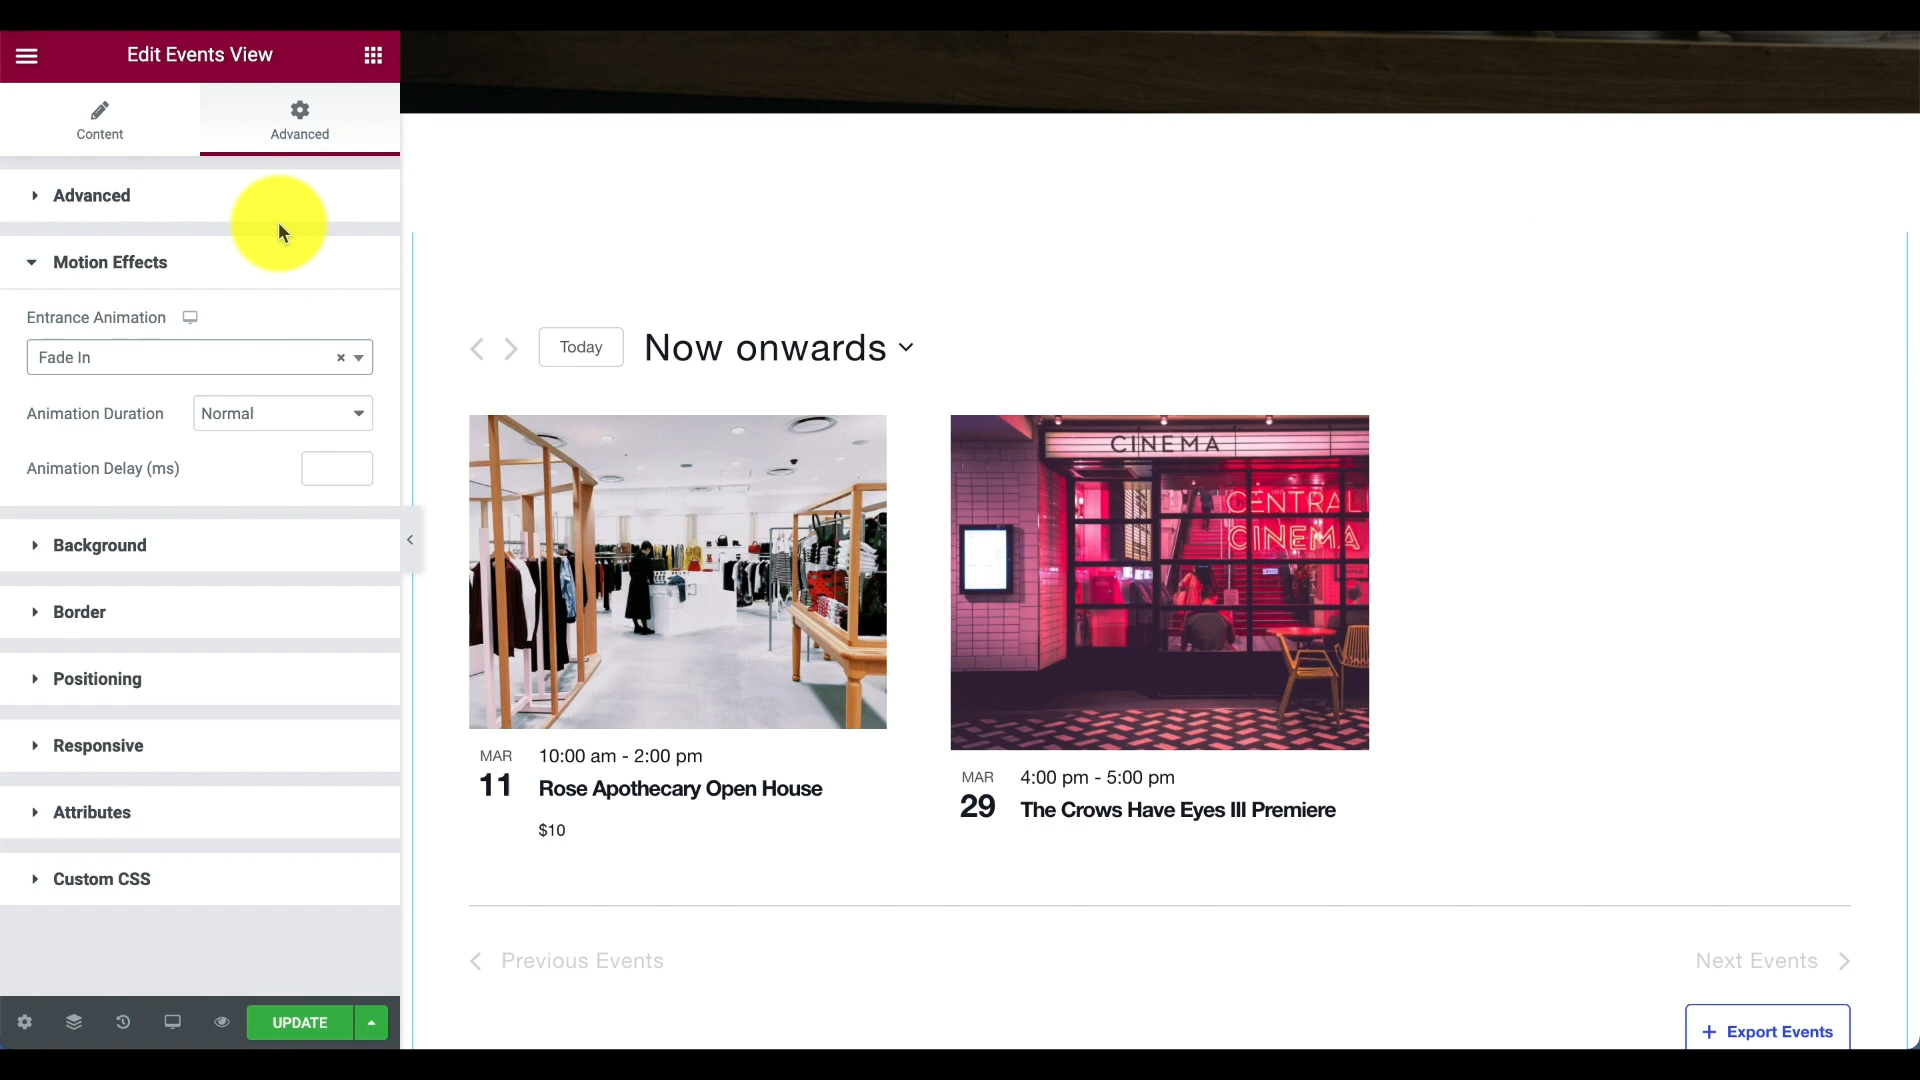 Edit Events View
Content
Advanced
Advanced
Motion Effects
Entrance Animation
Fade In
Animation Duration
Normal
Animation Delay (ms)
Background
Border
Positioning
Responsive
Attributes
Custom CSS
UPDATE
Today
Now onwards
CINEMA
CENTRAL
CINEMA
MAR
11
10:00 am - 2:00 pm
Rose Apothecary Open House
$10
MAR
29
4:00 pm - 5:00 pm
The Crows Have Eyes III Premiere
Previous Events
Next Events
+ Export Events